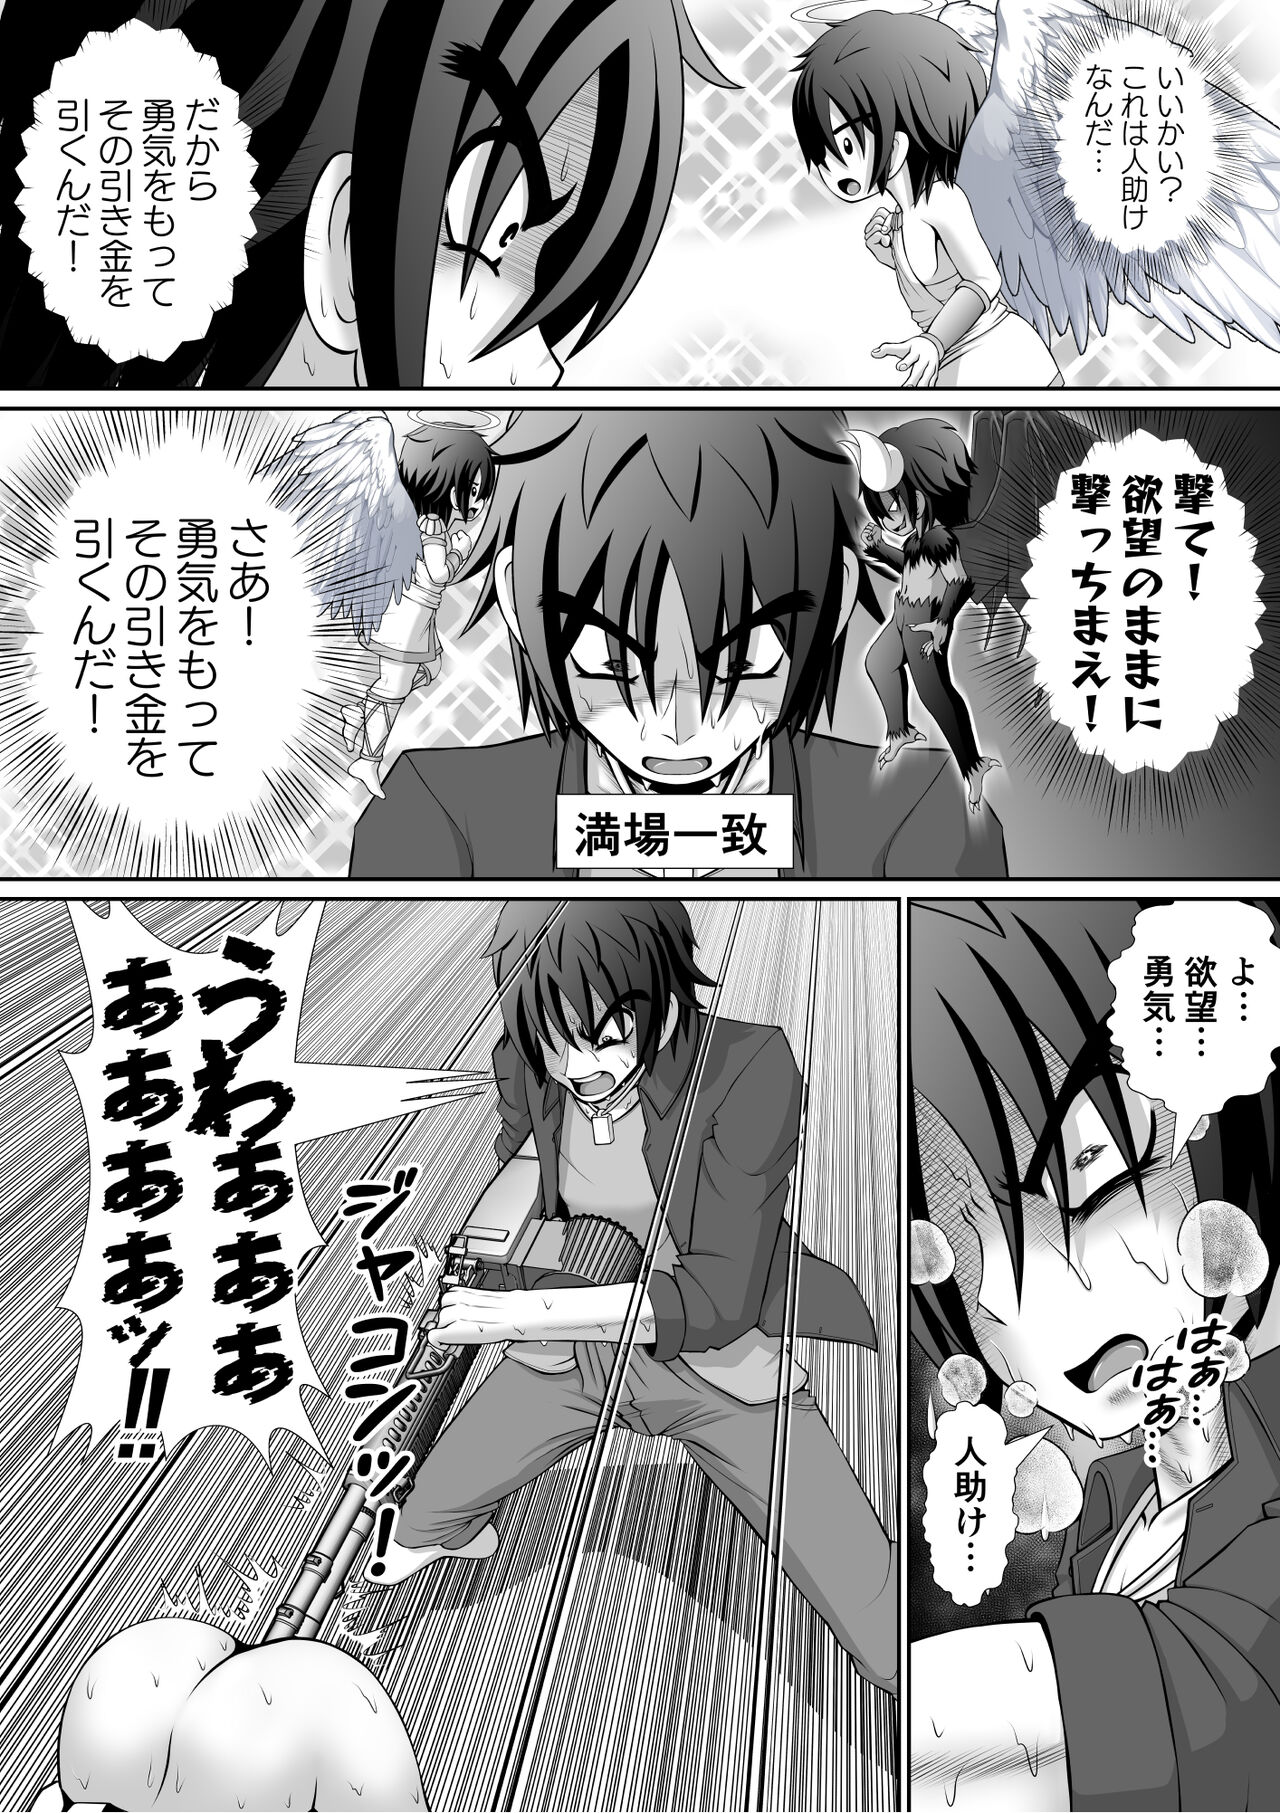 いいかい？
これは人助け
なんだ…
だから
勇気をもって
その引き金を
引くんだ！
撃て！
欲望のままに
撃っちまえ！
さあ！
勇気をもって
その引き金を
引くんだ！
満場一致
よ…
欲望…
勇気…
はぁ…
はぁ…
人助け…
うわぁぁぁ
ぁぁぁぁッ!!
ジャコンッ！